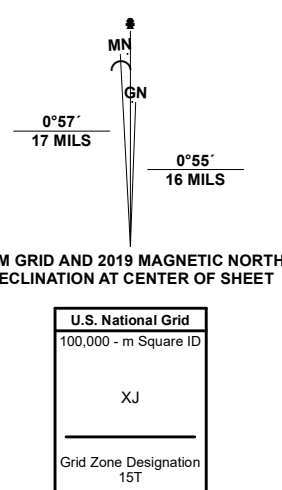 MN
GN
0°57´
17 MILS
0°55´
16 MILS
M GRID AND 2019 MAGNETIC NORTH
ECLINATION AT CENTER OF SHEET
U.S. National Grid
100,000 - m Square ID
XJ
Grid Zone Designation
15T